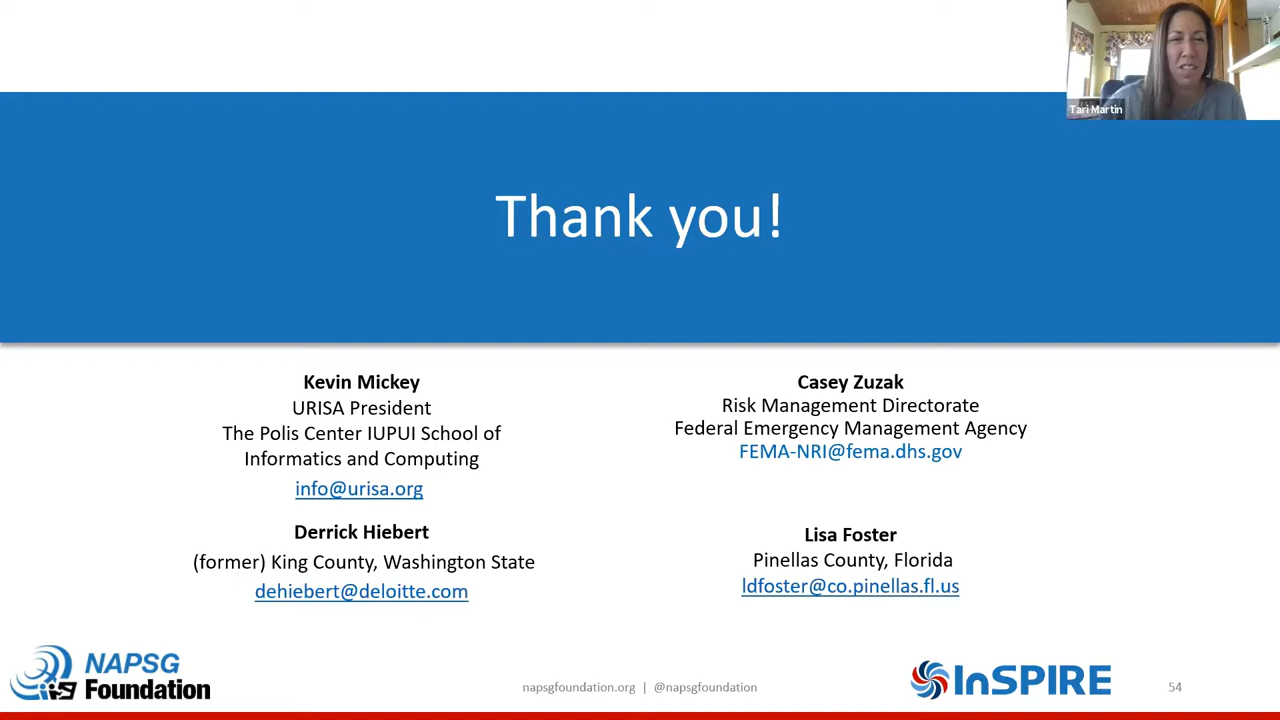 Tari Martin
Thank you!
Kevin Mickey
URISA President
The Polis Center IUPUI School of
Informatics and Computing
info@urisa.org
Casey Zuzak
Risk Management Directorate
Federal Emergency Management Agency
FEMA-NRI@fema.dhs.gov
Derrick Hiebert
(former) King County, Washington State
dehiebert@deloitte.com
Lisa Foster
Pinellas County, Florida
ldfoster@co.pinellas.fl.us
NAPSG
Foundation
napsgfoundation.org | @napsgfoundation
InSPIRE
54